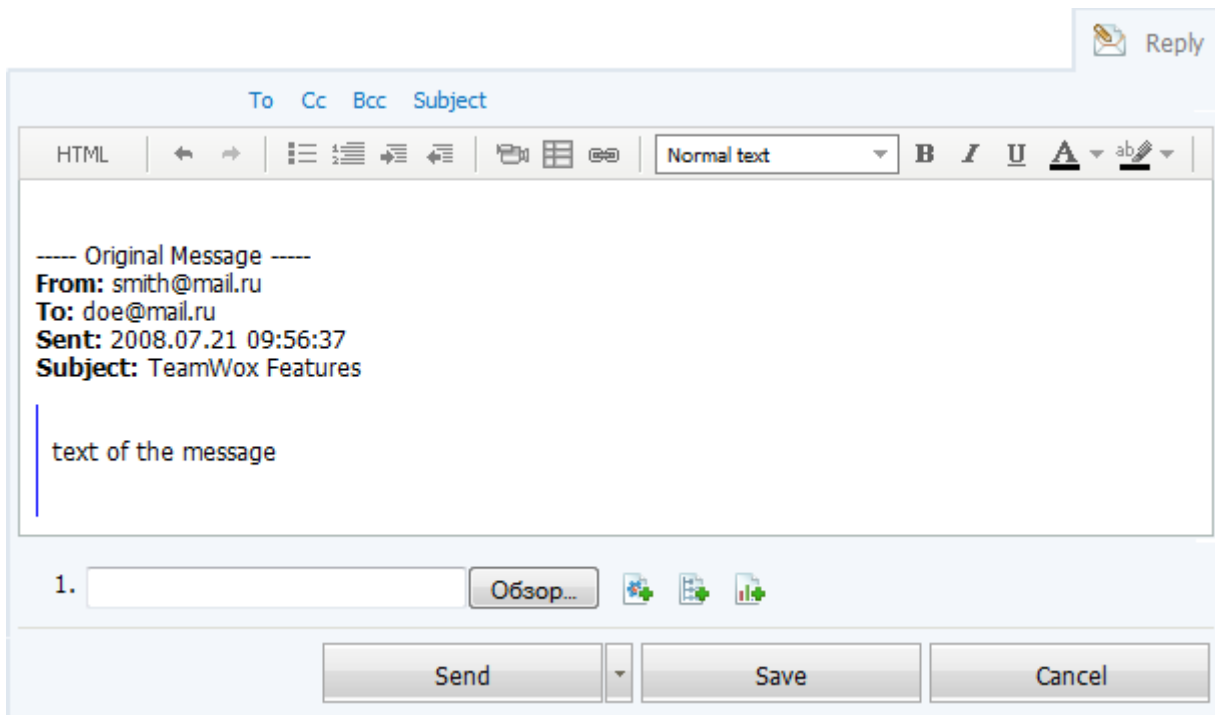 Reply
To Cc Bcc Subject
HTML Normal text B I U A ab
----- Original Message -----
From: smith@mail.ru
To: doe@mail.ru
Sent: 2008.07.21 09:56:37
Subject: TeamWox Features
text of the message
1. Обзор...
Send Save Cancel